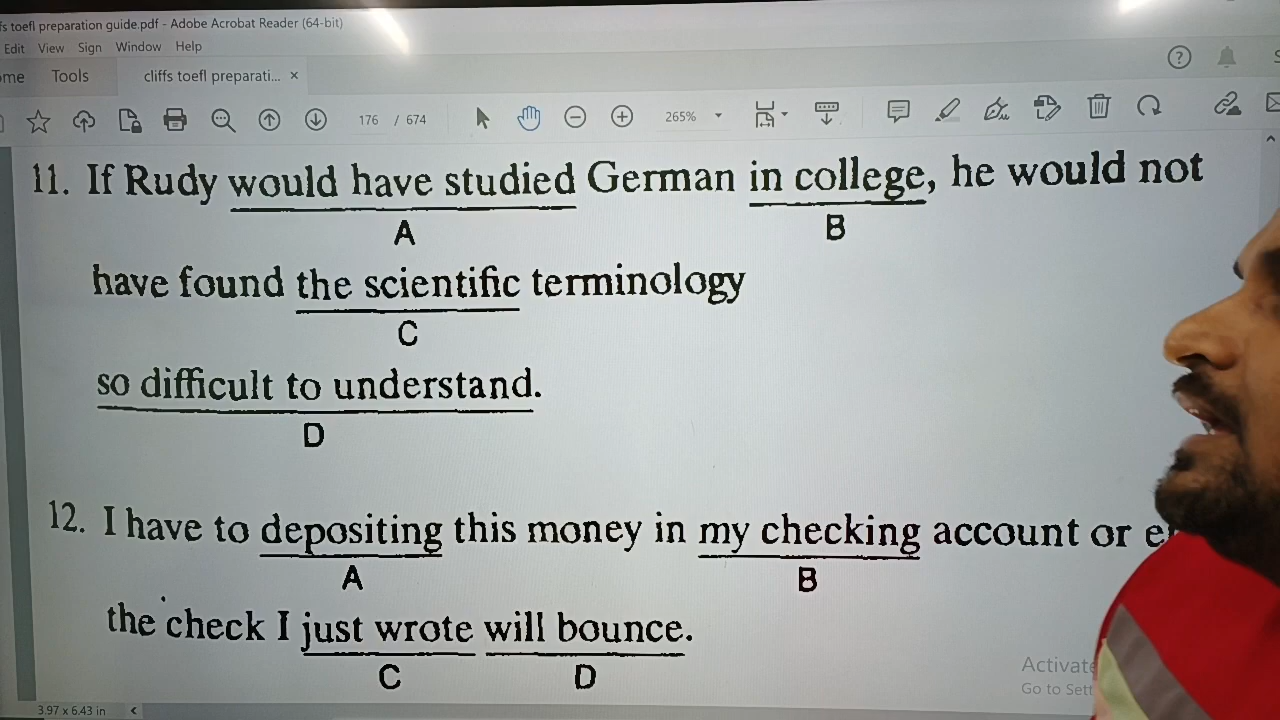 fs toefl preparation guide.pdf - Adobe Acrobat Reader (64-bit)
Edit View Sign Window Help
Tools cliffs toefl preparati... ×
176 / 674 265%
11. If Rudy would have studied German in college, he would not
A B
have found the scientific terminology
C
so difficult to understand.
D
12. I have to depositing this money in my checking account or
A B
the check I just wrote will bounce.
C D
Activate
Go to Sett
3.97 x 6.43 in